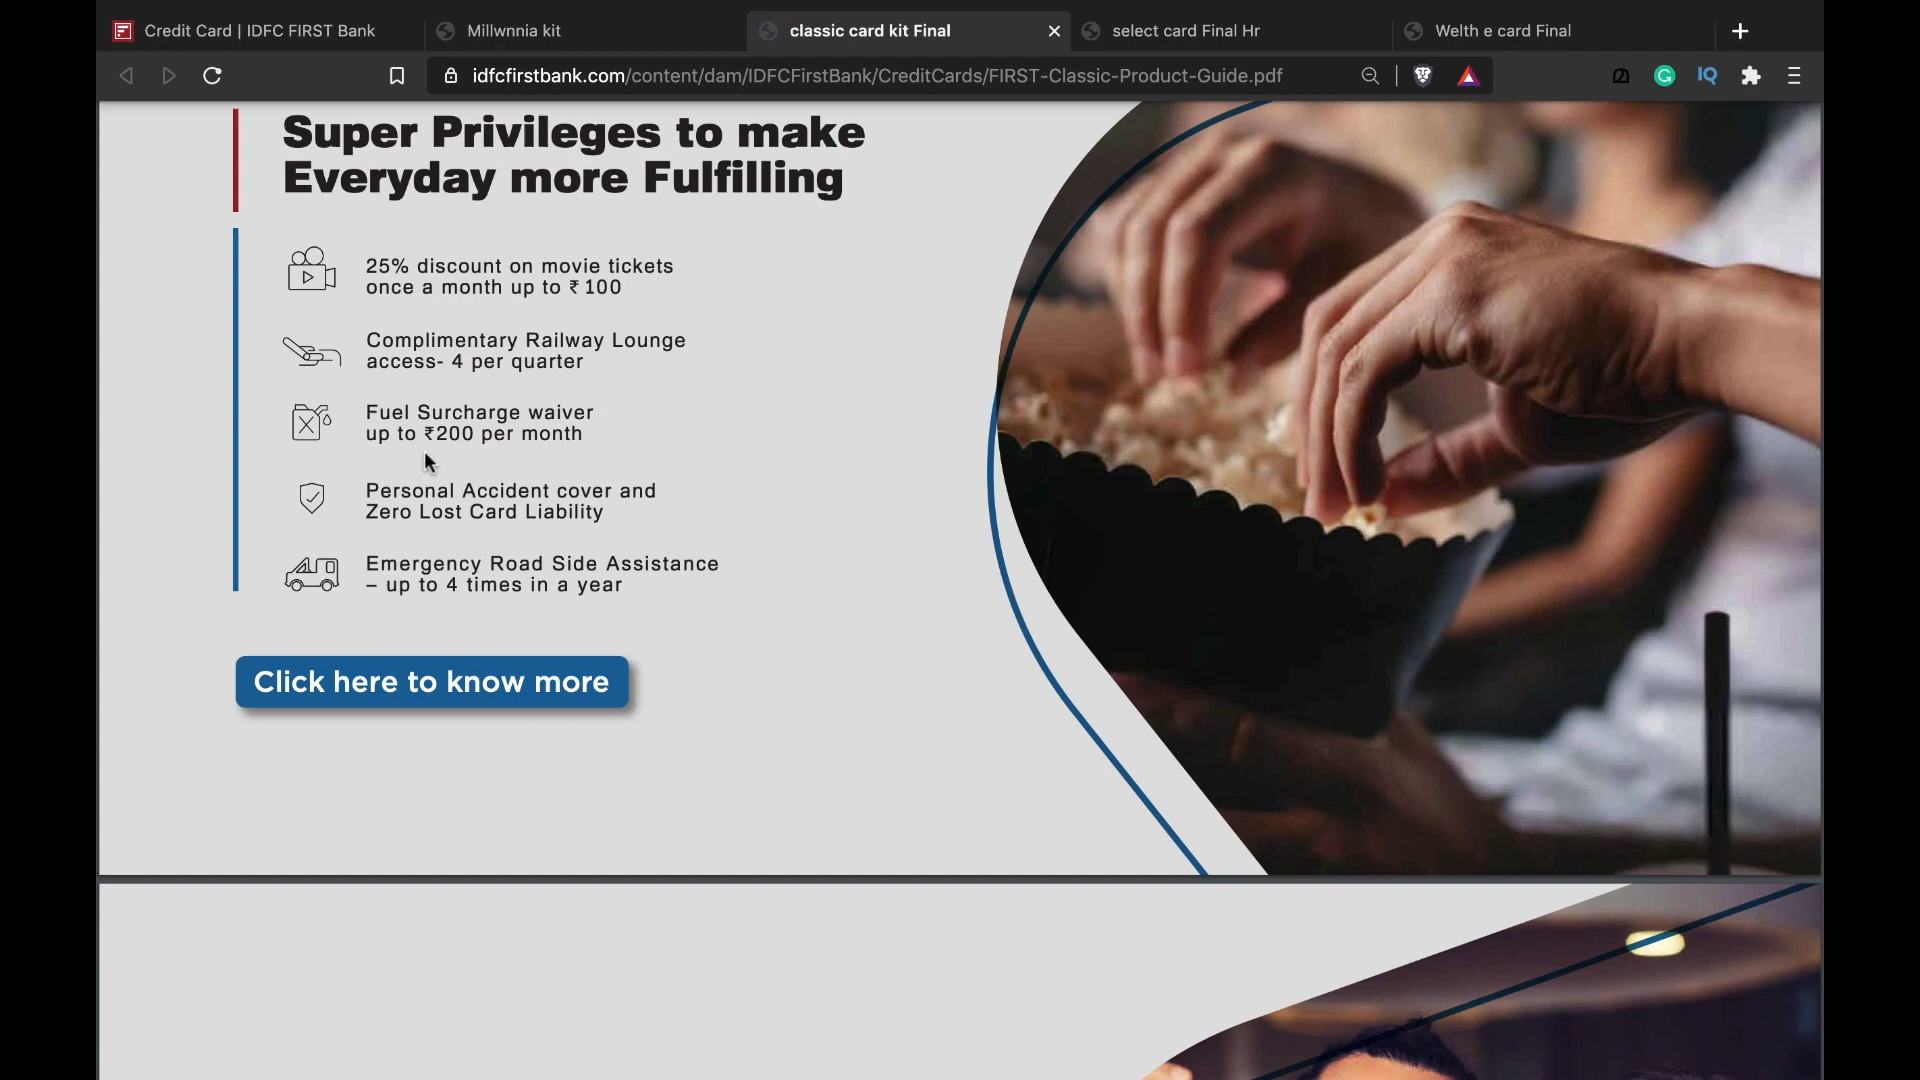 Credit Card | IDFC FIRST Bank
Millwnnia kit
classic card kit Final
select card Final Hr
Welth e card Final
idfcfirstbank.com/content/dam/IDFCFirstBank/CreditCards/FIRST-Classic-Product-Guide.pdf
IQ
Super Privileges to make
Everyday more Fulfilling
25% discount on movie tickets
once a month up to ₹100
Complimentary Railway Lounge
access- 4 per quarter
Fuel Surcharge waiver
up to ₹200 per month
Personal Accident cover and
Zero Lost Card Liability
Emergency Road Side Assistance
– up to 4 times in a year
Click here to know more